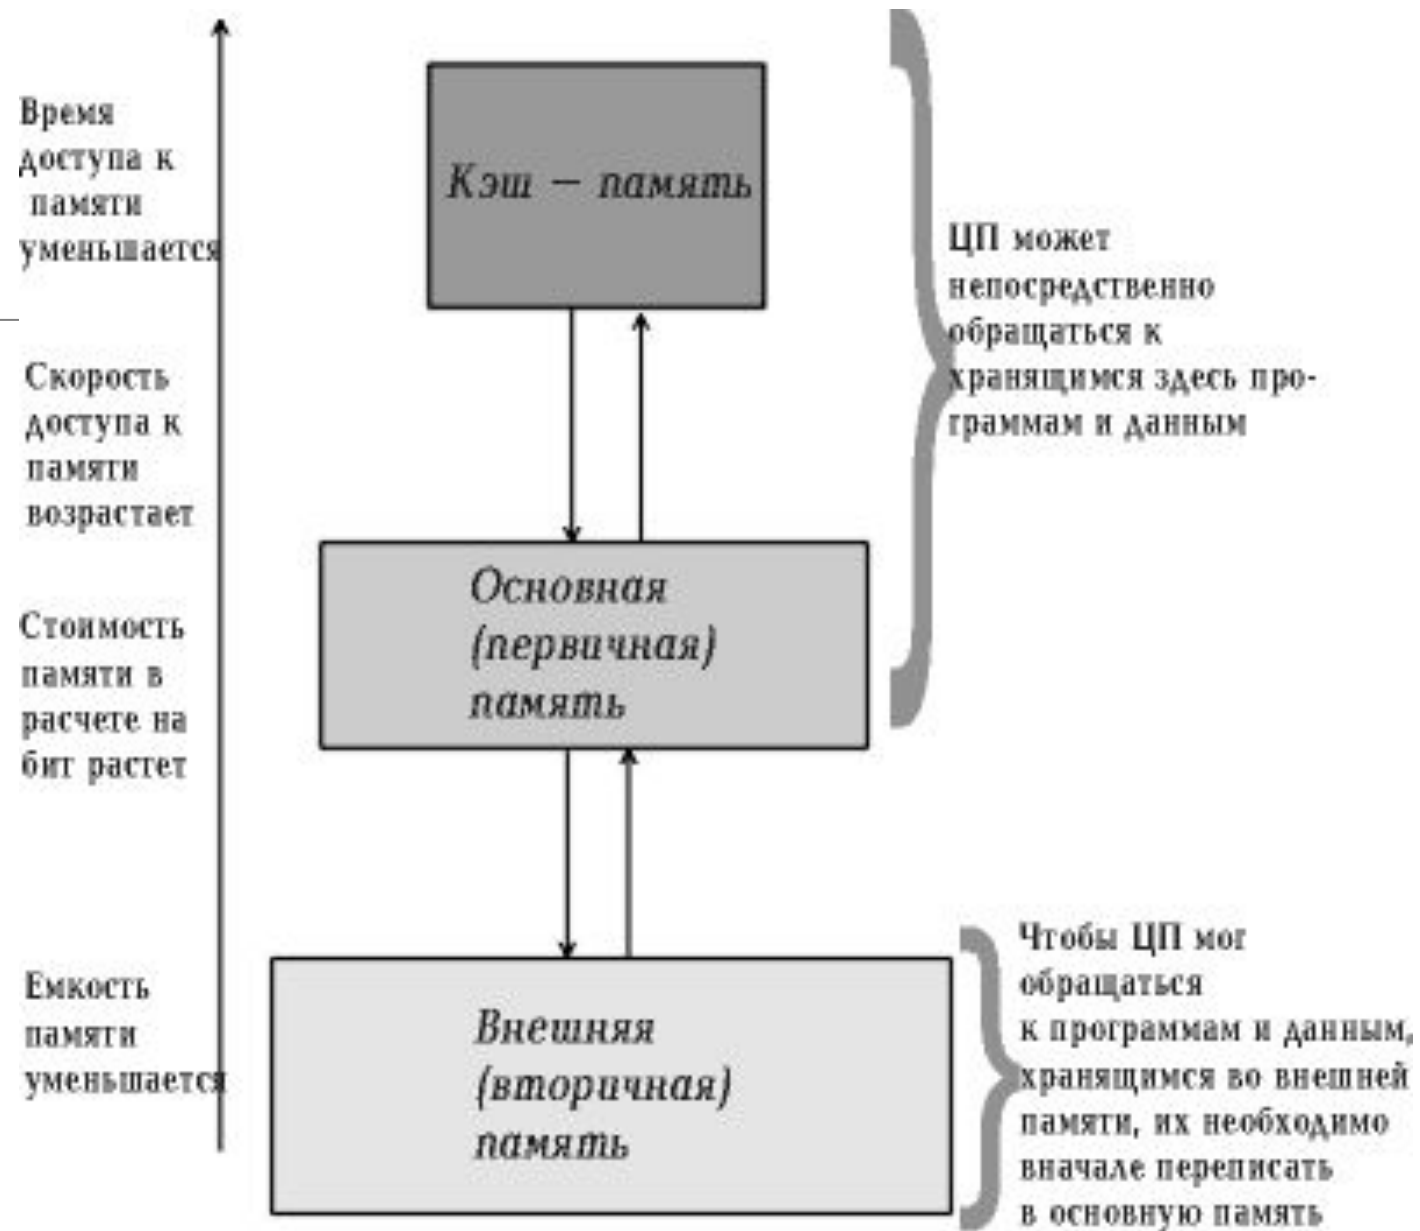 Время
доступа к
памяти
уменьшается
Скорость
доступа к
памяти
возрастает
Стоимость
памяти в
расчете на
бит растет
Емкость
памяти
уменьшается
Кэш – память
Основная
(первичная)
память
Внешняя
(вторичная)
память
ЦП может
непосредственно
обращаться к
хранящимся здесь про-
граммам и данным
Чтобы ЦП мог
обращаться
к программам и данным,
хранящимся во внешней
памяти, их необходимо
вначале переписать
в основную память